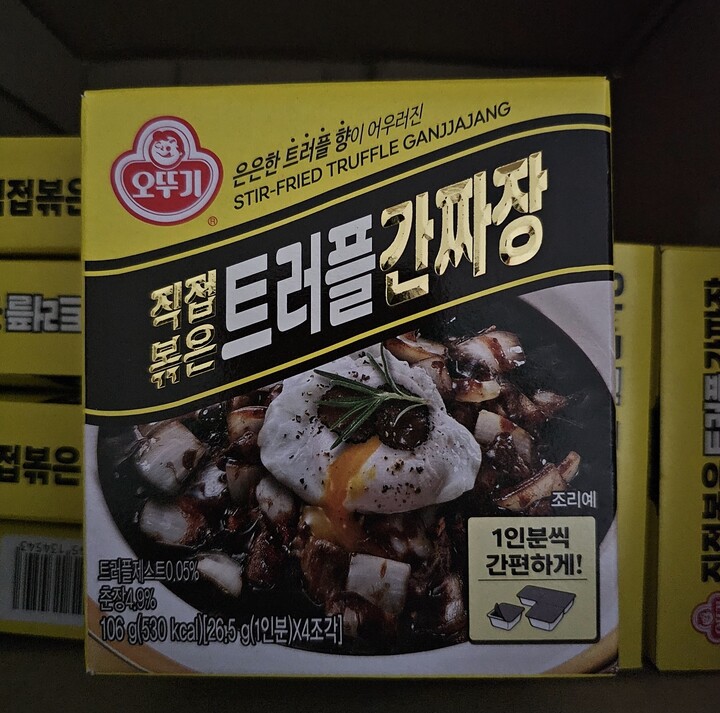 오뚜기
®
은은한 트러플 향이 어우러진
STIR-FRIED TRUFFLE GANJJAJANG
직접
볶은
트러플 간짜장
조리예
1인분씩
간편하게!
트러플제스트0.05%
춘장4.9%
106 g(530 kcal)[26.5 g(1인분)X4조각]
접볶은
접볶은